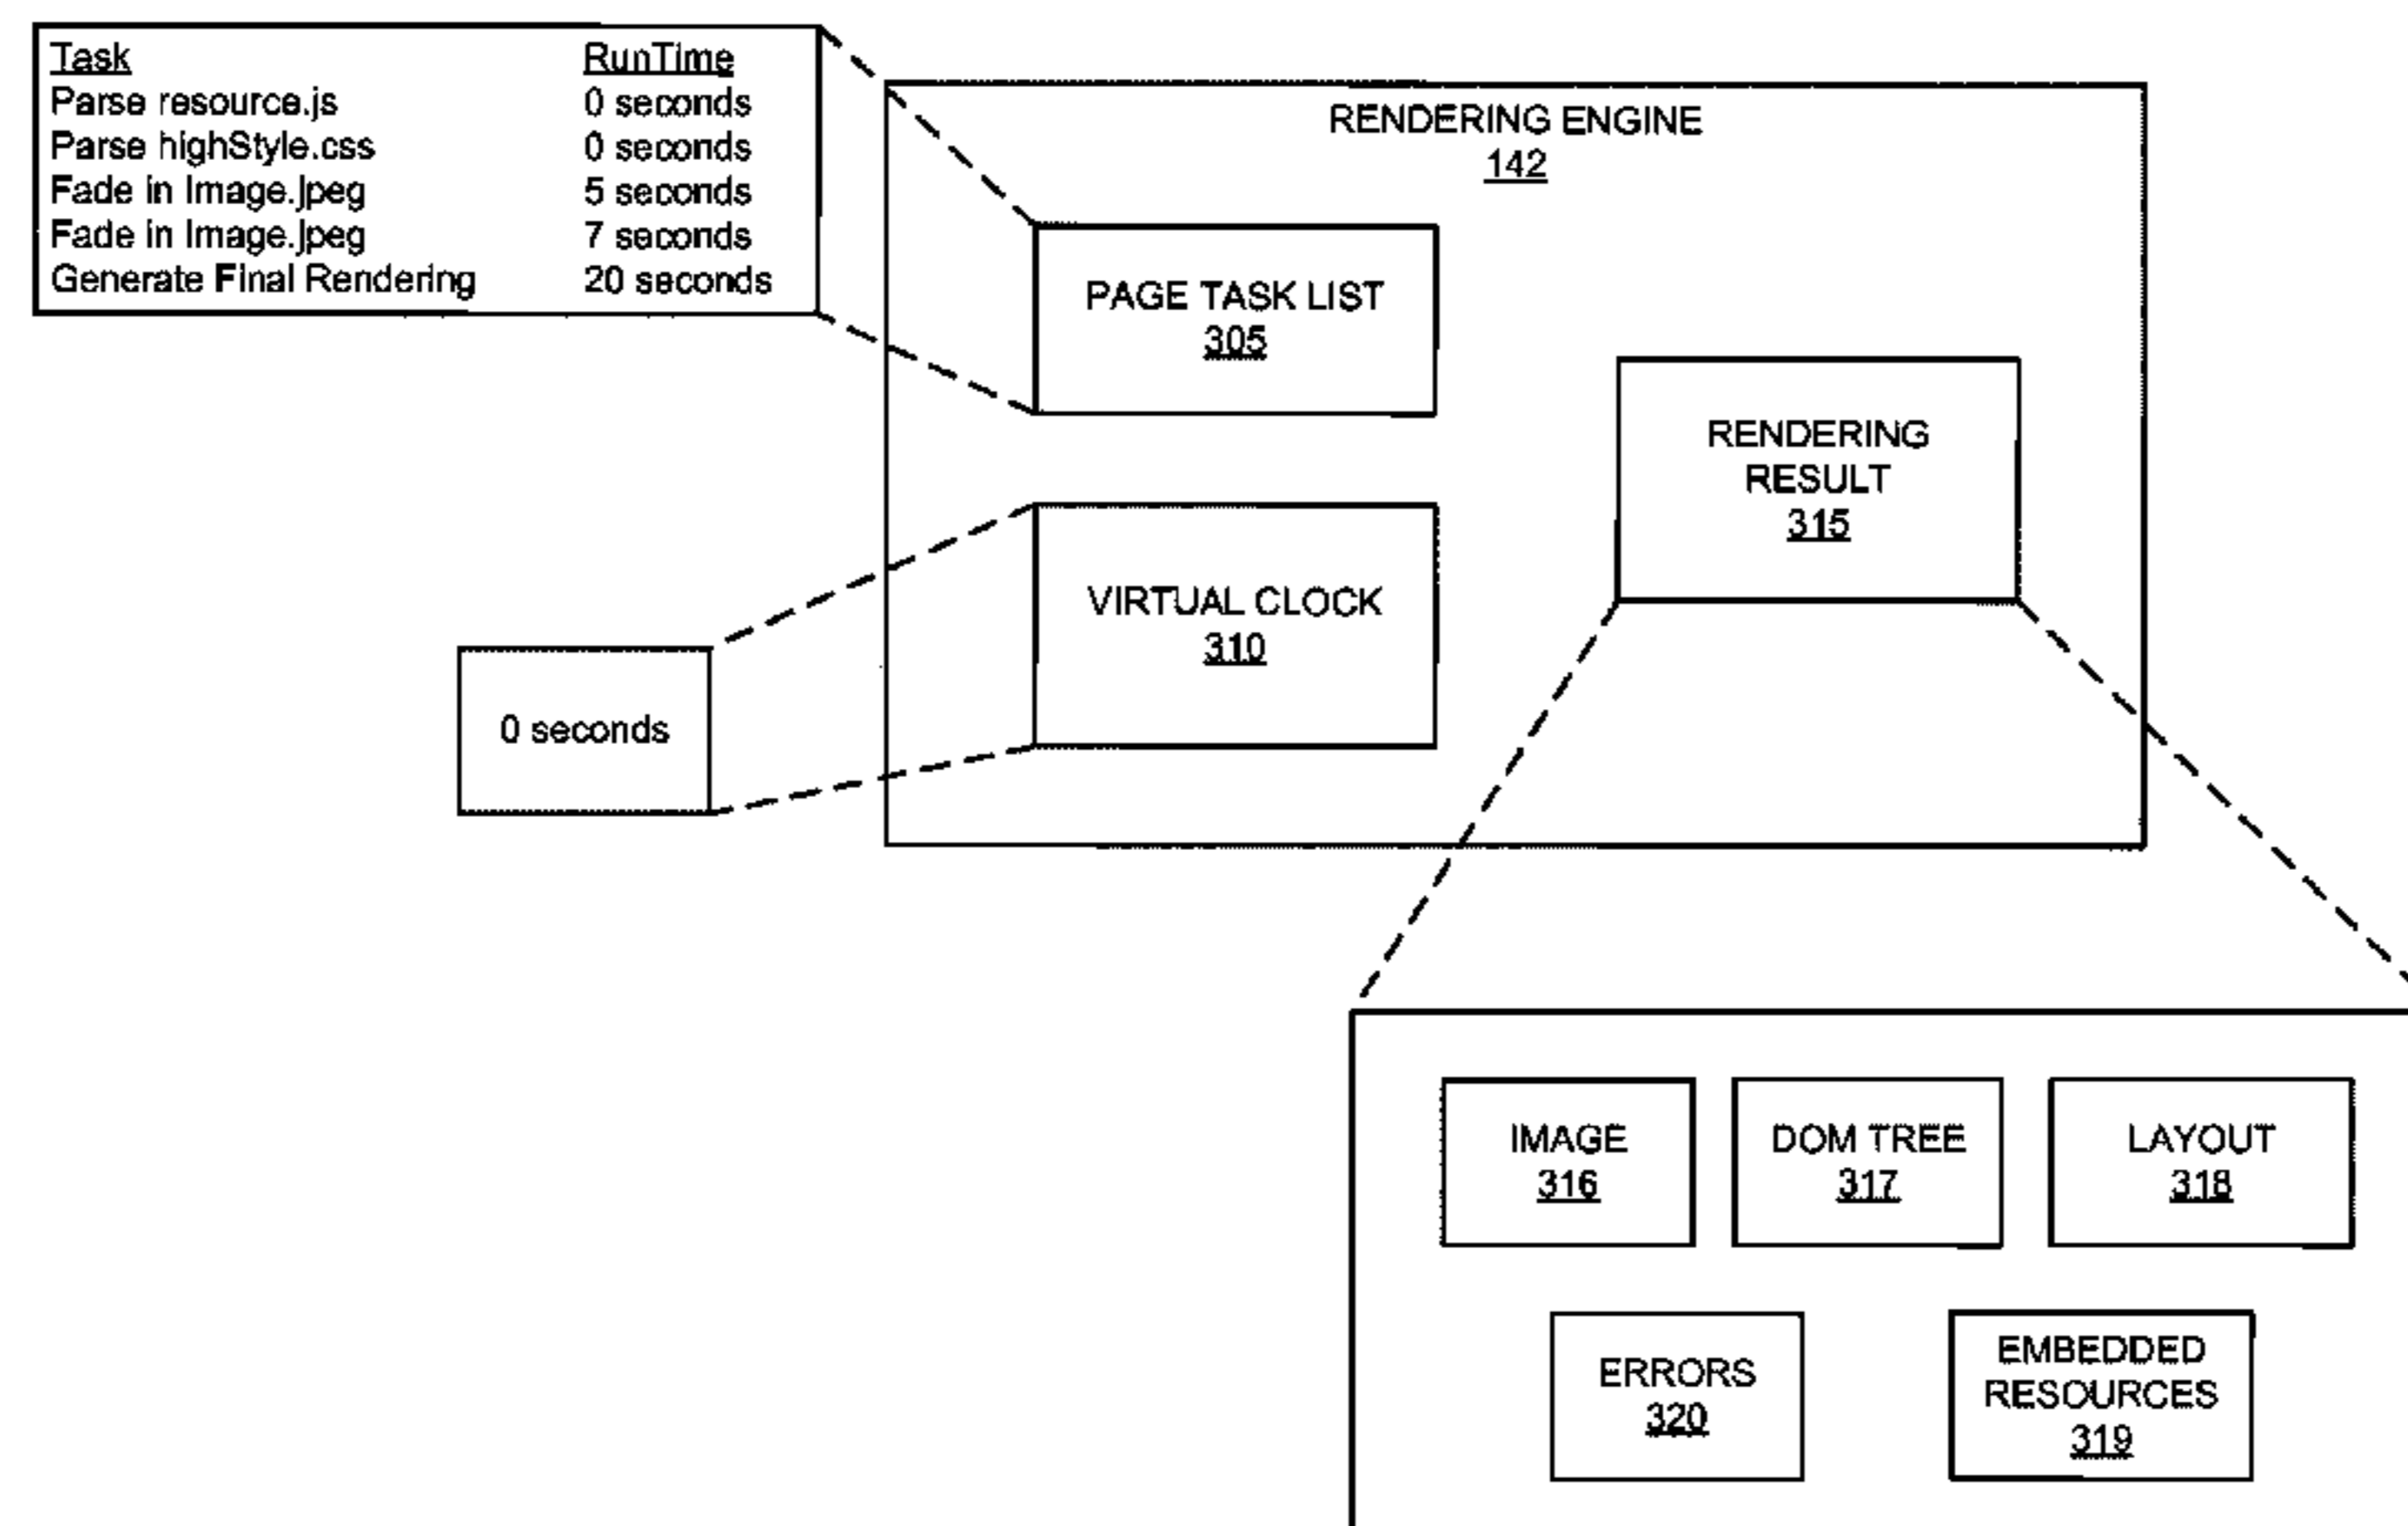 Task RunTime
Parse resource.js 0 seconds
Parse highStyle.css 0 seconds
Fade in Image.jpeg 5 seconds
Fade in Image.jpeg 7 seconds
Generate Final Rendering 20 seconds
RENDERING ENGINE
142
PAGE TASK LIST
305
RENDERING
RESULT
315
VIRTUAL CLOCK
310
0 seconds
IMAGE
316
DOM TREE
317
LAYOUT
318
ERRORS
320
EMBEDDED
RESOURCES
319